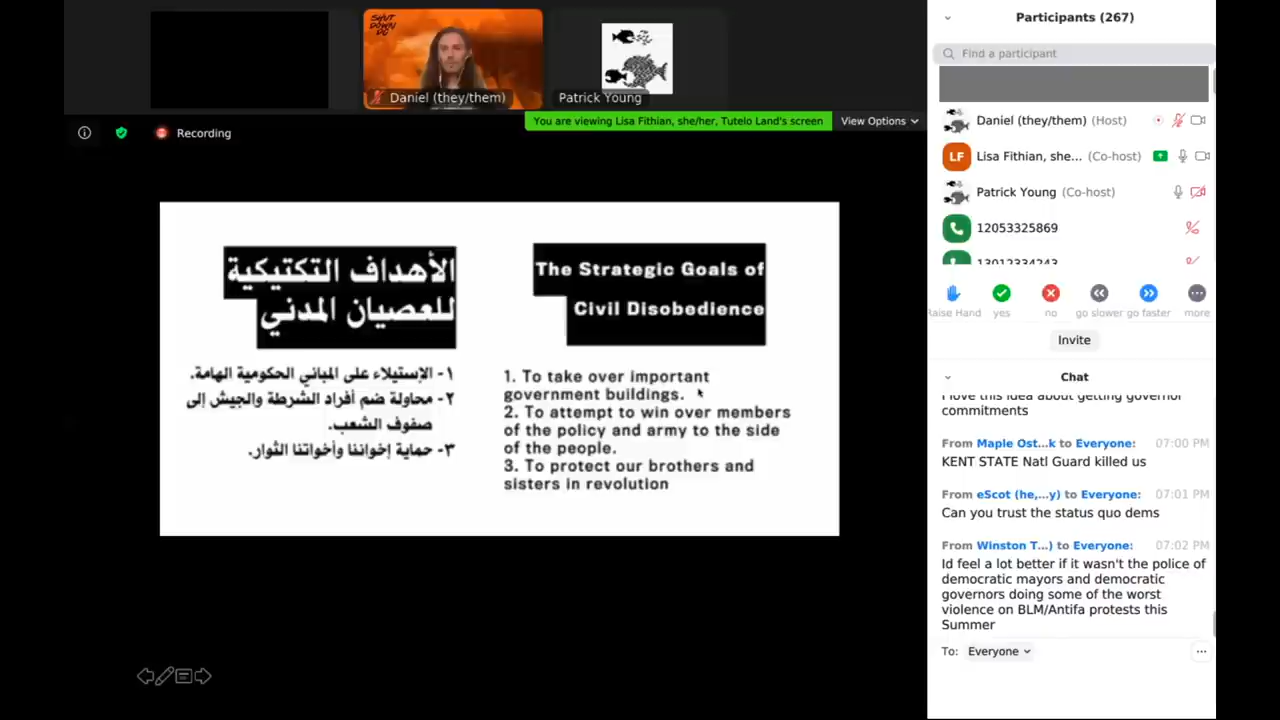 SHUT
DOWN
DC
Daniel (they/them)
Patrick Young
Recording
You are viewing Lisa Fithian, she/her, Tutelo Land's screen
View Options
الأهداف التكتيكية
للعصيان المدني
١- الإستيلاء على المباني الحكومية الهامة.
٢- محاولة ضم أفراد الشرطة والجيش إلى
صفوف الشعب.
٣- حماية إخواننا وأخواتنا الثوار.
The Strategic Goals of
Civil Disobedience
1. To take over important
government buildings.
2. To attempt to win over members
of the policy and army to the side
of the people.
3. To protect our brothers and
sisters in revolution
Participants (267)
Find a participant
Daniel (they/them) (Host)
LF Lisa Fithian, she... (Co-host)
Patrick Young (Co-host)
12053325869
13012334243
Raise Hand yes no go slower go faster more
Invite
Chat
I love this idea about getting governor
commitments
From Maple Ost...k to Everyone: 07:00 PM
KENT STATE Natl Guard killed us
From eScot (he,...y) to Everyone: 07:01 PM
Can you trust the status quo dems
From Winston T...) to Everyone: 07:02 PM
Id feel a lot better if it wasn't the police of
democratic mayors and democratic
governors doing some of the worst
violence on BLM/Antifa protests this
Summer
To: Everyone